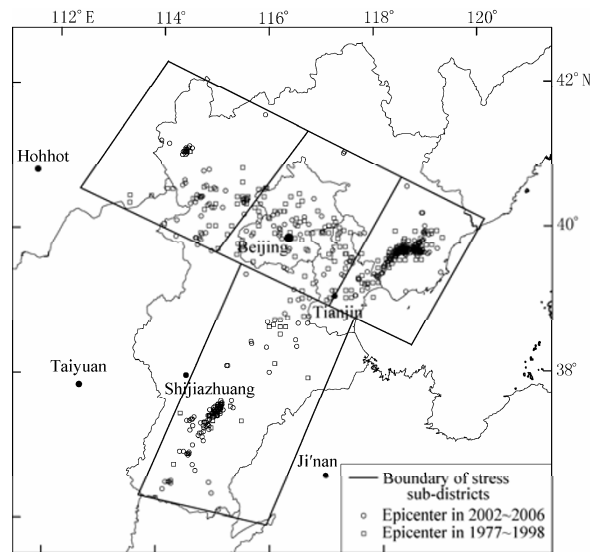 112°E 114° 116° 118° 120°
42°N
Hohhot
40°
Beijing
Tianjin
Taiyuan
38°
Shijiazhuang
Ji'nan
Boundary of stress
sub-districts
Epicenter in 2002~2006
Epicenter in 1977~1998